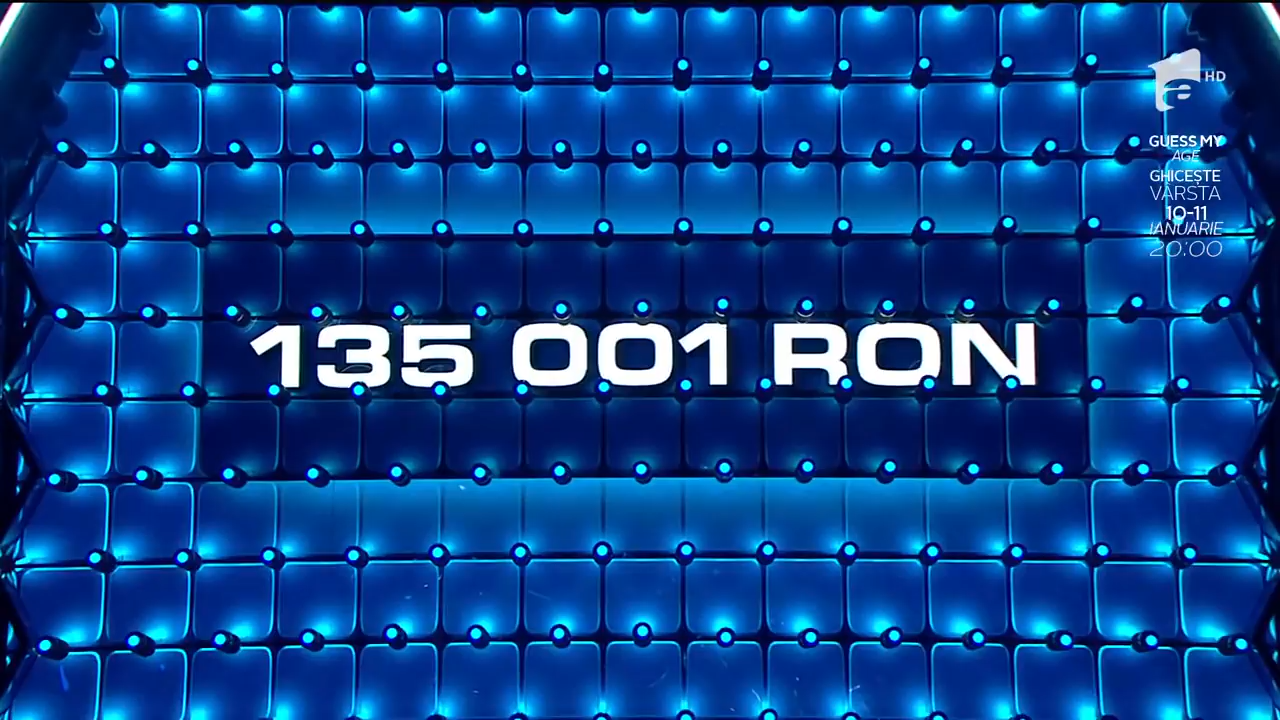 HD
GUESS MY
AGE
GHICEȘTE
VÂRSTA
10-11
IANUARIE
20:00
135 001 RON